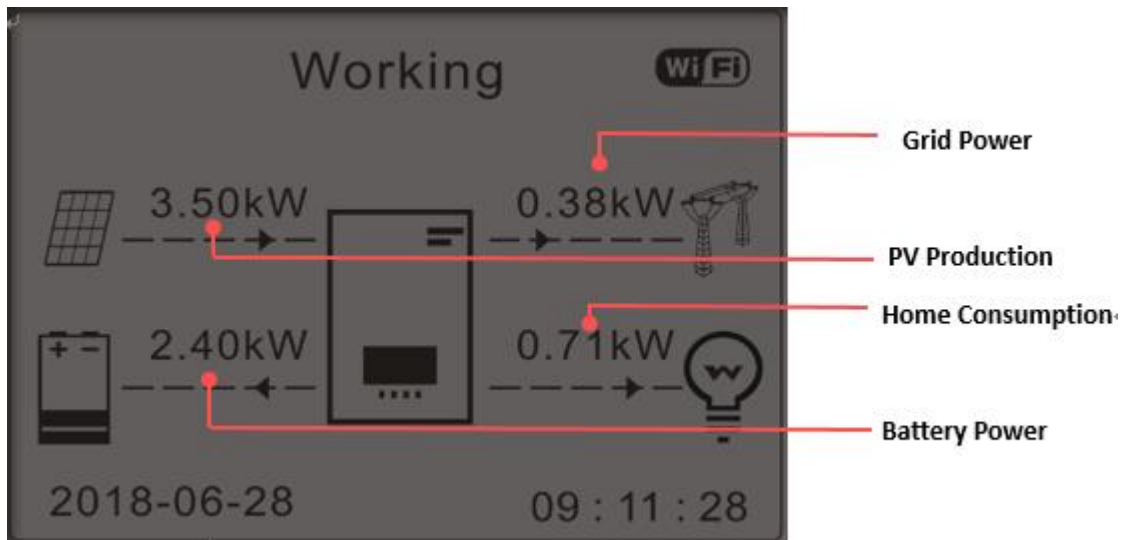 Working
WiFi
Grid Power
3.50kW
0.38kW
PV Production
Home Consumption
+ −
2.40kW
0.71kW
Battery Power
2018-06-28
09 : 11 : 28